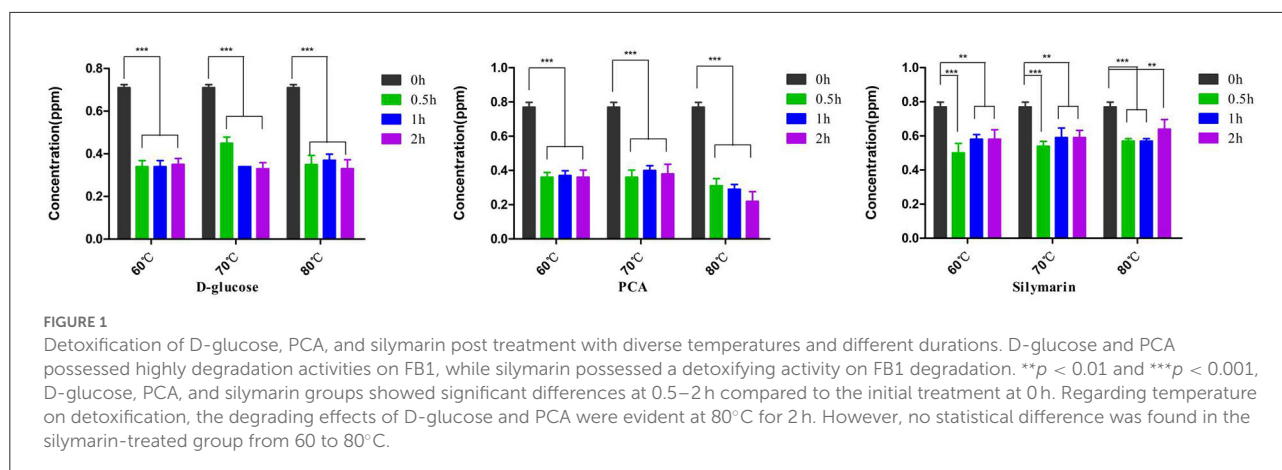 ***
***
***
0.8
0.6
0.4
0.2
0.0
Concentration(ppm)
0h
0.5h
1h
2h
60℃
70℃
80℃
D-glucose
***
***
***
1.0
0.8
0.6
0.4
0.2
0.0
Concentration(ppm)
0h
0.5h
1h
2h
60℃
70℃
80℃
PCA
**
***
**
***
***
**
1.0
0.8
0.6
0.4
0.2
0.0
Concentration(ppm)
0h
0.5h
1h
2h
60℃
70℃
80℃
Silymarin
FIGURE 1
Detoxification of D-glucose, PCA, and silymarin post treatment with diverse temperatures and different durations. D-glucose and PCA
possessed highly degradation activities on FB1, while silymarin possessed a detoxifying activity on FB1 degradation. **p < 0.01 and ***p < 0.001,
D-glucose, PCA, and silymarin groups showed significant differences at 0.5–2 h compared to the initial treatment at 0 h. Regarding temperature
on detoxification, the degrading effects of D-glucose and PCA were evident at 80°C for 2 h. However, no statistical difference was found in the
silymarin-treated group from 60 to 80°C.